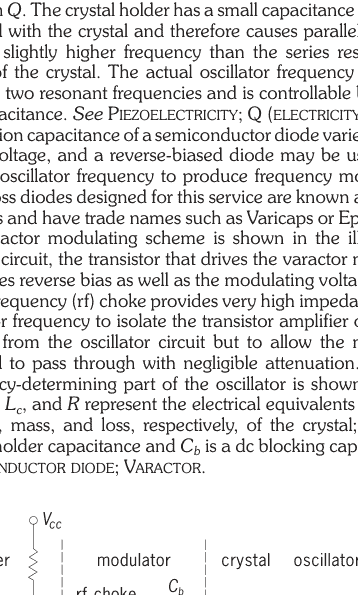 n Q. The crystal holder has a small capacitance
d with the crystal and therefore causes parallel
slightly higher frequency than the series res
of the crystal. The actual oscillator frequency
two resonant frequencies and is controllable b
acitance. See PIEZOELECTRICITY; Q (ELECTRICITY
ion capacitance of a semiconductor diode varie
oltage, and a reverse-biased diode may be us
oscillator frequency to produce frequency mo
oss diodes designed for this service are known a
s and have trade names such as Varicaps or Ep
actor modulating scheme is shown in the ill
circuit, the transistor that drives the varactor m
es reverse bias as well as the modulating volta
requency (rf) choke provides very high impeda
or frequency to isolate the transistor amplifier o
from the oscillator circuit but to allow the m
d to pass through with negligible attenuation.
cy-determining part of the oscillator is shown
Lc, and R represent the electrical equivalents
, mass, and loss, respectively, of the crystal;
holder capacitance and Cb is a dc blocking cap
NDUCTOR DIODE; VARACTOR.
Vcc
er modulator crystal oscillator
rf choke Cb